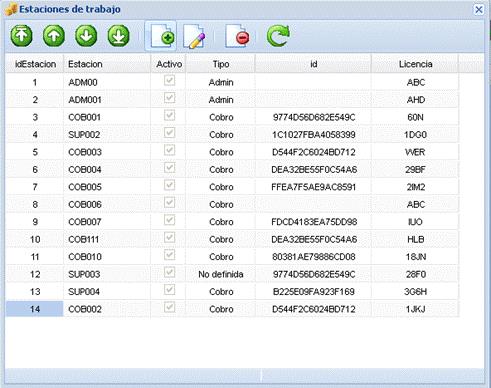 Estaciones de trabajo
idEstacion Estacion Activo Tipo id Licencia
1 ADM00 Admin ABC
2 ADM001 Admin AHD
3 COB001 Cobro 9774D56D682E549C 60N
4 SUP002 Cobro 1C1027FBA4058399 1DG0
5 COB003 Cobro D544F2C6024BD712 WER
6 COB004 Cobro DEA32BE55F0C54A6 29BF
7 COB005 Cobro FFEA7F5AE9AC8591 2IM2
8 COB006 Cobro ABC
9 COB007 Cobro FDCD4183EA75DD98 IUO
10 COB111 Cobro DEA32BE55F0C54A6 HLB
11 COB010 Cobro 80381AE79886CD08 18JN
12 SUP003 No definida 9774D56D682E549C 28F0
13 SUP004 Cobro B225E09FA923F169 3G6H
14 COB002 Cobro D544F2C6024BD712 1JKJ